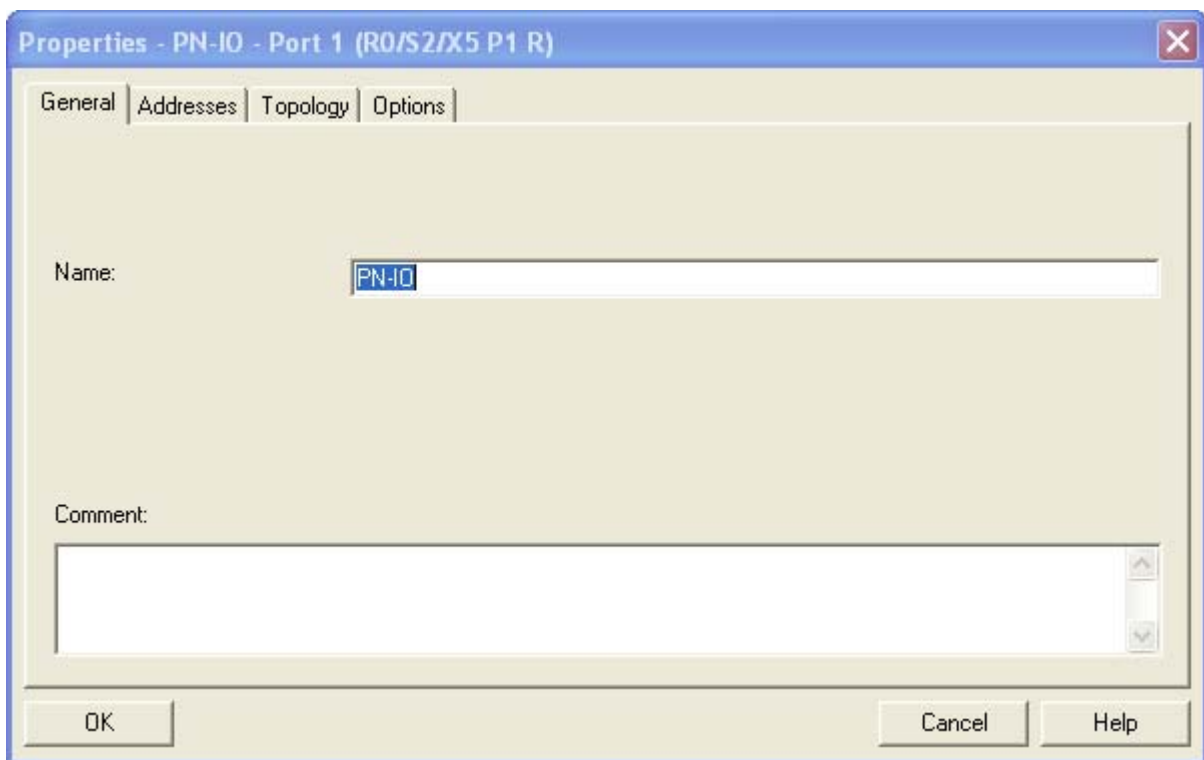 Properties - PN-IO - Port 1 (R0/S2/X5 P1 R)
General Addresses Topology Options
Name: PN-IO
Comment:
OK Cancel Help